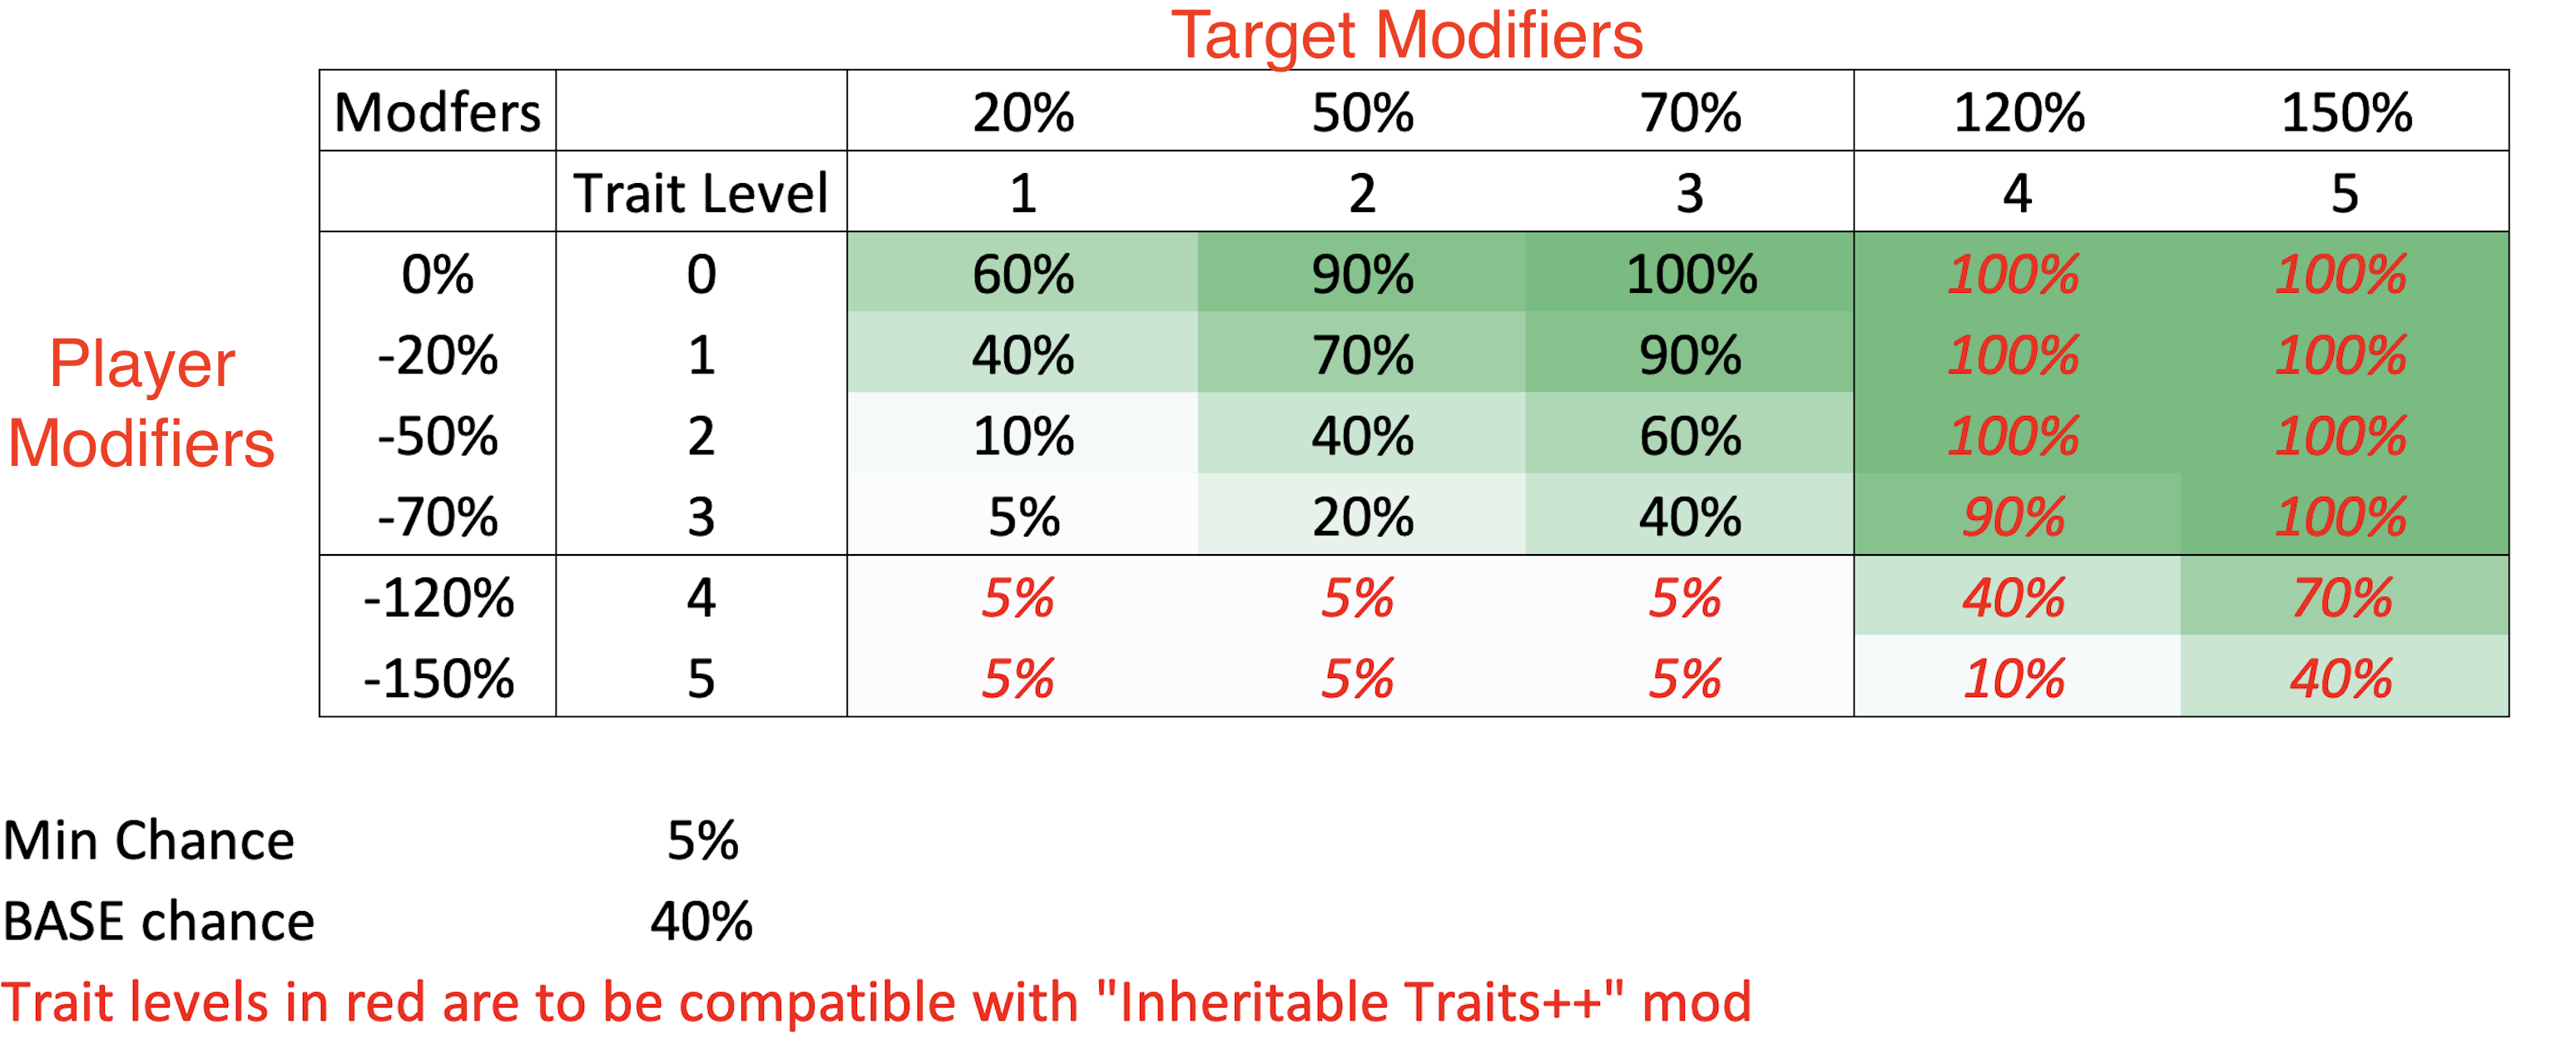 Target Modifiers
Modfers 20% 50% 70% 120% 150%
Trait Level 1 2 3 4 5
0% 0 60% 90% 100% 100% 100%
-20% 1 40% 70% 90% 100% 100%
Player
Modifiers
-50% 2 10% 40% 60% 100% 100%
-70% 3 5% 20% 40% 90% 100%
-120% 4 5% 5% 5% 40% 70%
-150% 5 5% 5% 5% 10% 40%
Min Chance 5%
BASE chance 40%
Trait levels in red are to be compatible with "Inheritable Traits++" mod